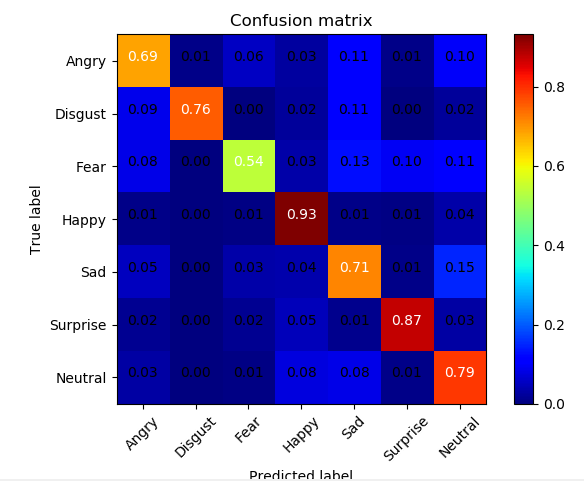 Confusion matrix
Angry 0.69 0.01 0.06 0.03 0.11 0.01 0.10
Disgust 0.09 0.76 0.00 0.02 0.11 0.00 0.02
Fear 0.08 0.00 0.54 0.03 0.13 0.10 0.11
Happy 0.01 0.00 0.01 0.93 0.01 0.01 0.04
Sad 0.05 0.00 0.03 0.04 0.71 0.01 0.15
Surprise 0.02 0.00 0.02 0.05 0.01 0.87 0.03
Neutral 0.03 0.00 0.01 0.08 0.08 0.01 0.79
True label
Angry Disgust Fear Happy Sad Surprise Neutral
Predicted label
0.8
0.6
0.4
0.2
0.0